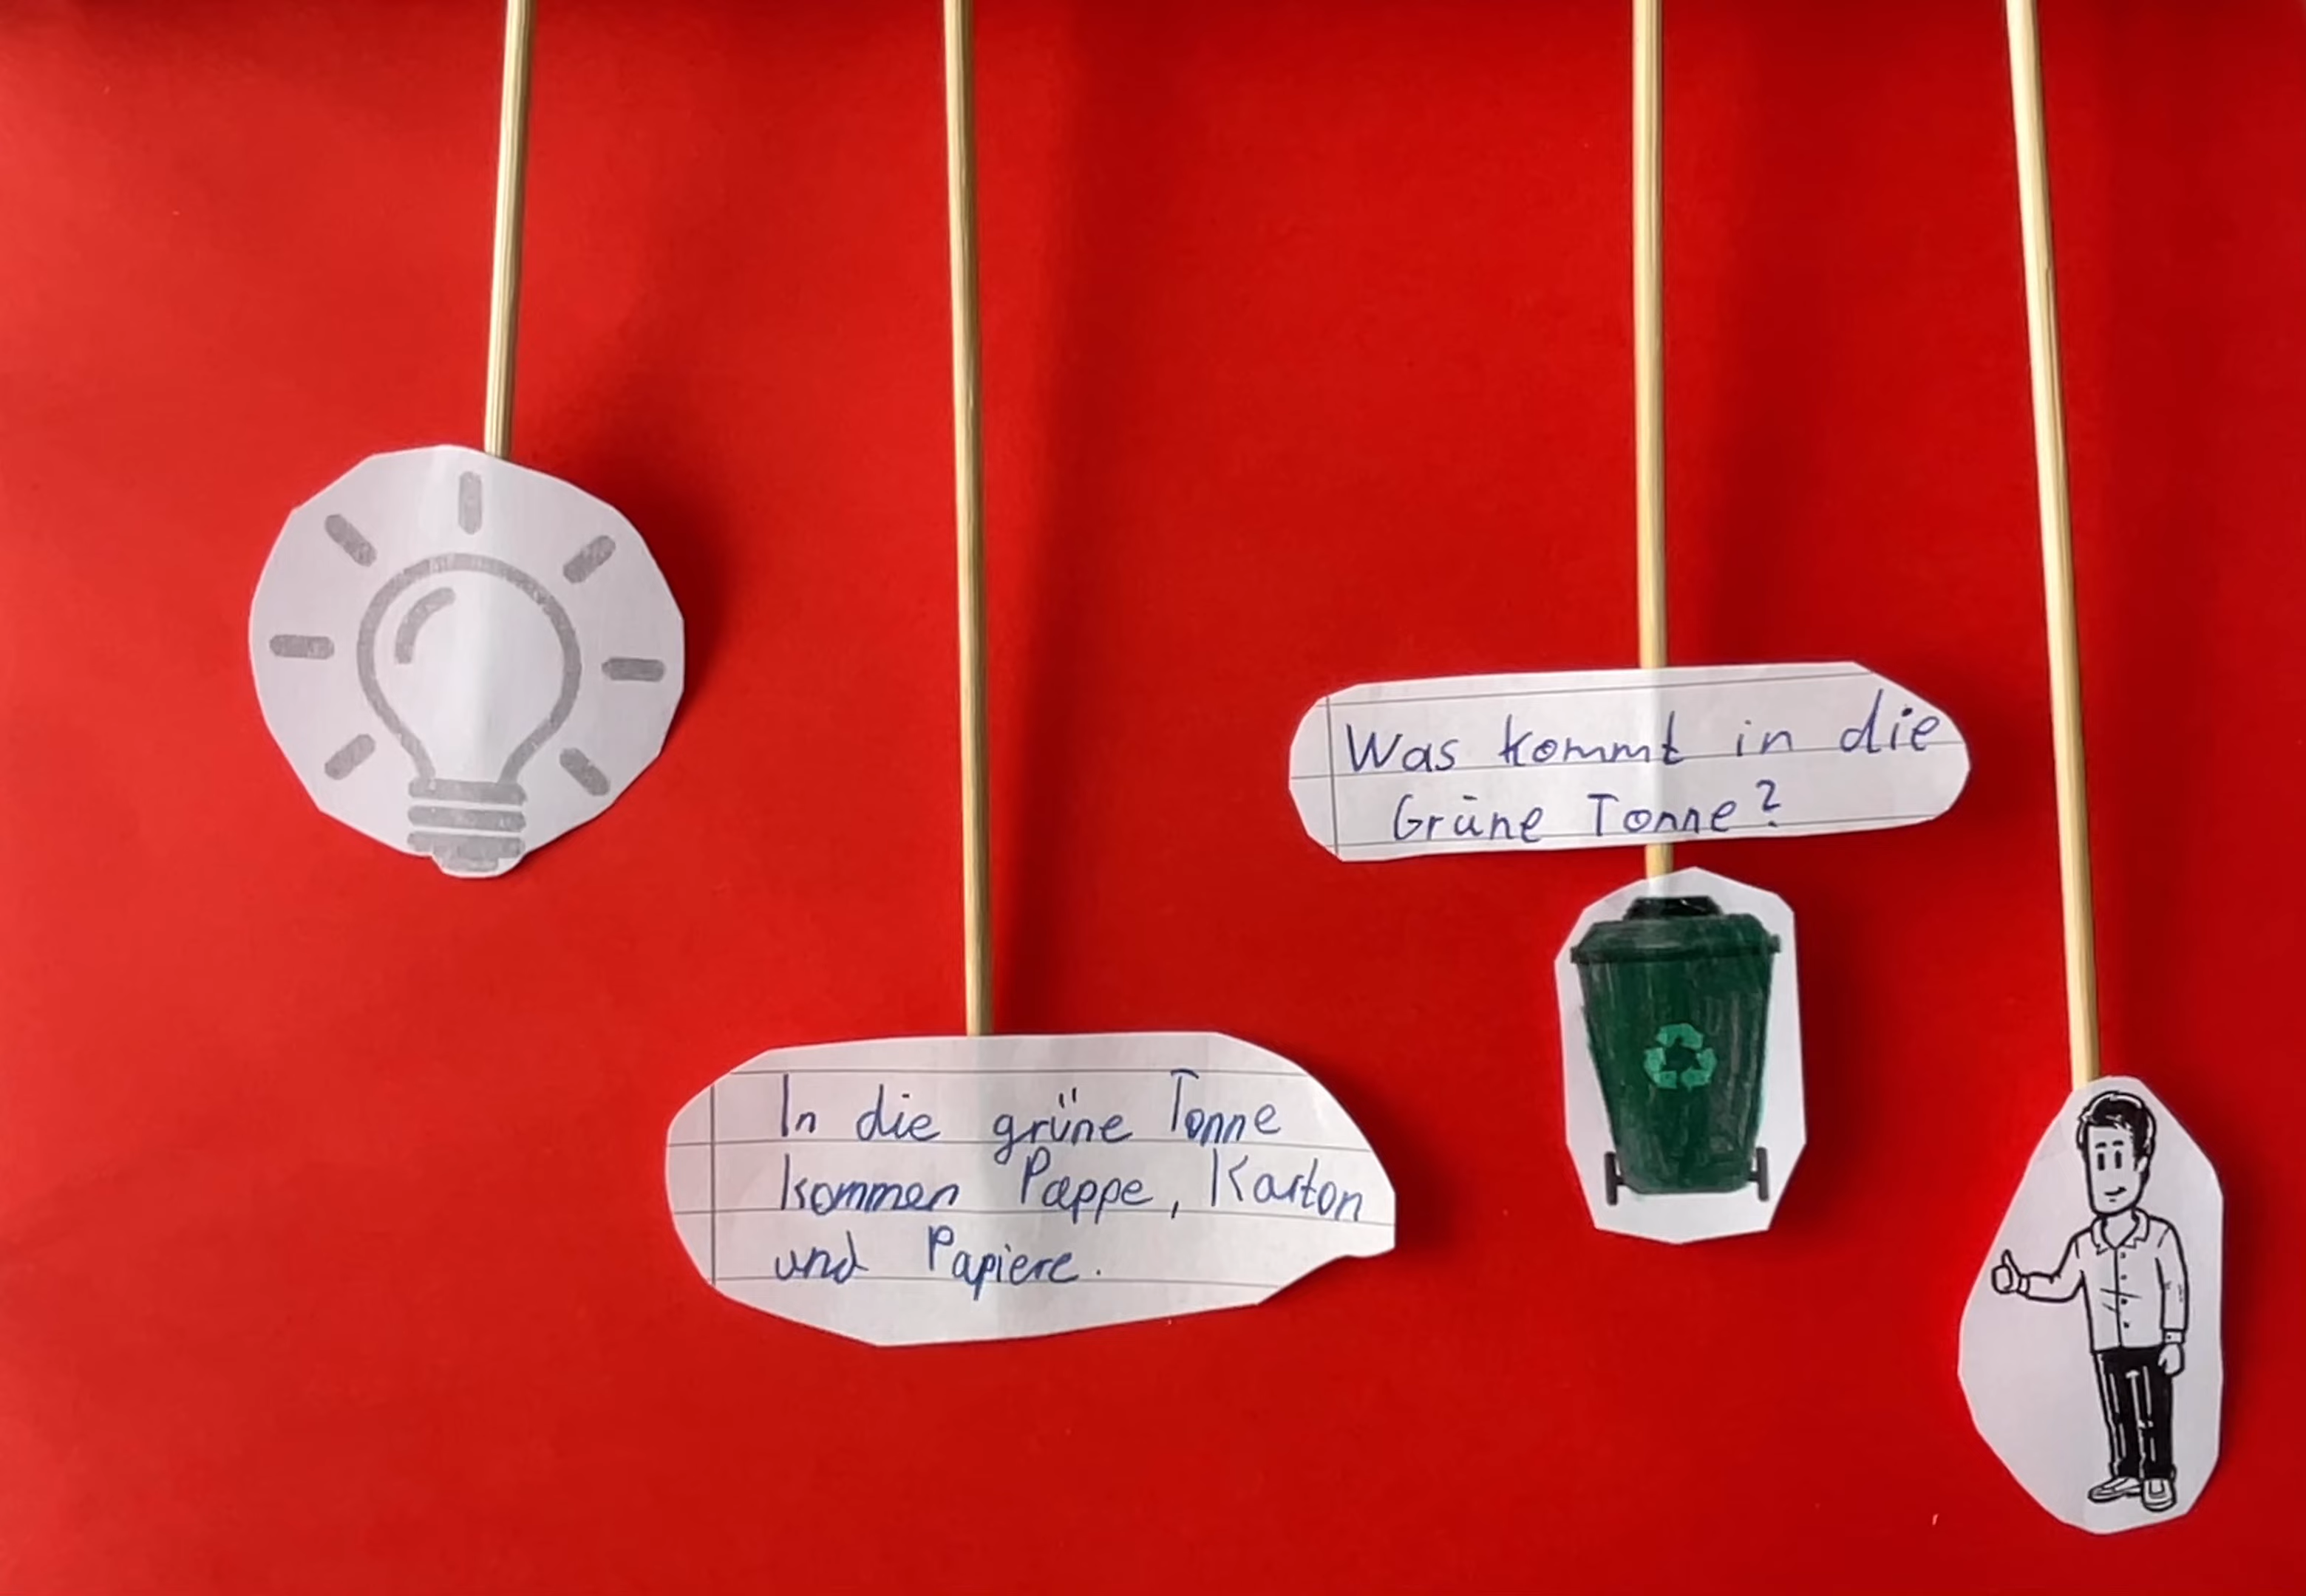 Was kommt in die
Grüne Tonne?
In die grüne Tonne
kommen Pappe, Karton
und Papiere.